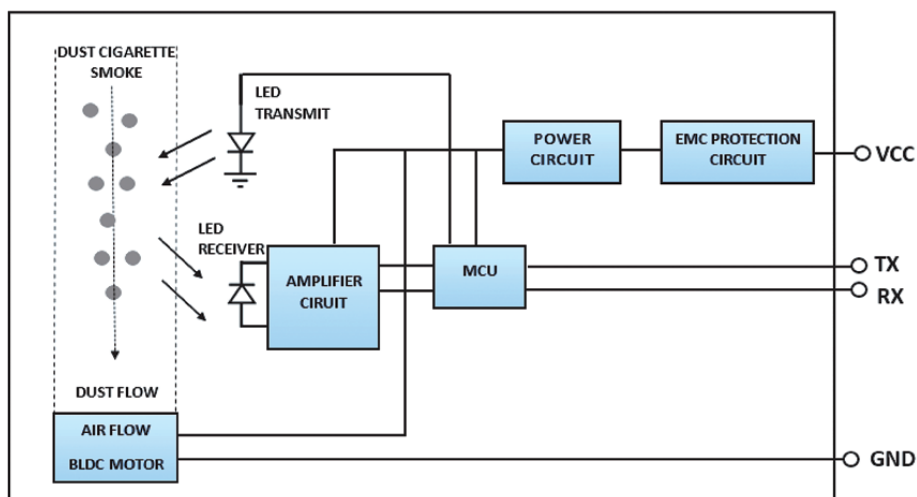 DUST CIGARETTE
SMOKE
LED
TRANSMIT
POWER
CIRCUIT
EMC PROTECTION
CIRCUIT
VCC
LED
RECEIVER
AMPLIFIER
CIRUIT
MCU
TX
RX
DUST FLOW
AIR FLOW
BLDC MOTOR
GND